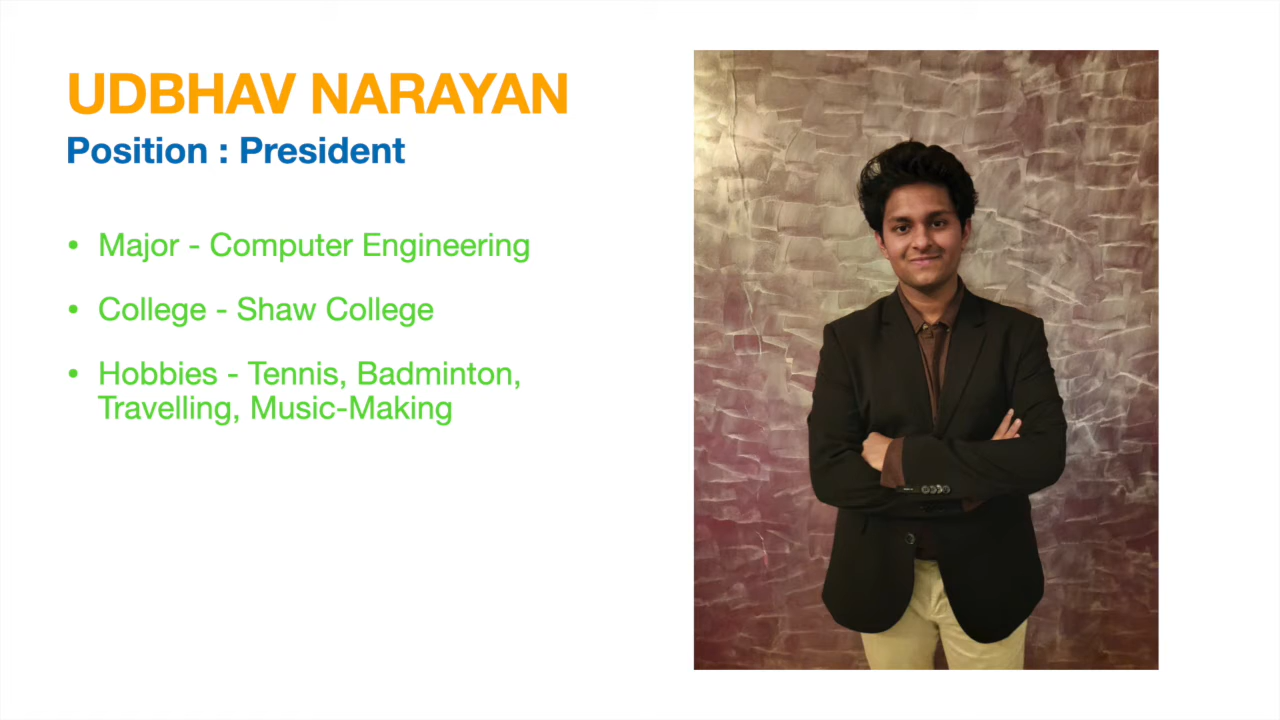 UDBHAV NARAYAN
Position : President
• Major - Computer Engineering
• College - Shaw College
• Hobbies - Tennis, Badminton,
Travelling, Music-Making